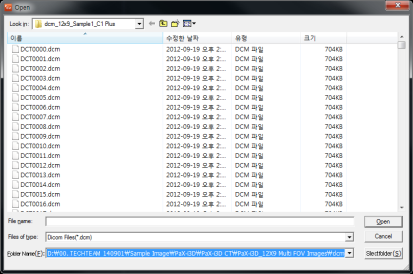 Open
Look in: dcm_12x9_Sample1_C1 Plus
이름 수정한 날짜 유형 크기
DCT0000.dcm 2012-09-19 오후 2:... DCM 파일 704KB
DCT0001.dcm 2012-09-19 오후 2:... DCM 파일 704KB
DCT0002.dcm 2012-09-19 오후 2:... DCM 파일 704KB
DCT0003.dcm 2012-09-19 오후 2:... DCM 파일 704KB
DCT0004.dcm 2012-09-19 오후 2:... DCM 파일 704KB
DCT0005.dcm 2012-09-19 오후 2:... DCM 파일 704KB
DCT0006.dcm 2012-09-19 오후 2:... DCM 파일 704KB
DCT0007.dcm 2012-09-19 오후 2:... DCM 파일 704KB
DCT0008.dcm 2012-09-19 오후 2:... DCM 파일 704KB
DCT0009.dcm 2012-09-19 오후 2:... DCM 파일 704KB
DCT0010.dcm 2012-09-19 오후 2:... DCM 파일 704KB
DCT0011.dcm 2012-09-19 오후 2:... DCM 파일 704KB
DCT0012.dcm 2012-09-19 오후 2:... DCM 파일 704KB
DCT0013.dcm 2012-09-19 오후 2:... DCM 파일 704KB
DCT0014.dcm 2012-09-19 오후 2:... DCM 파일 704KB
DCT0015.dcm 2012-09-19 오후 2:... DCM 파일 704KB
DCT0016.dcm 2012-09-19 오후 2:... DCM 파일 704KB
File name: Open
Files of type: Dicom Files(*.dcm) Cancel
Folder Name(F): D:₩00.TECHTEAM 140901₩Sample Image₩PaX-i3D₩PaX-i3D CT₩PaX-i3D_12X9 Multi FOV Images₩dcm Slectfolder(S)